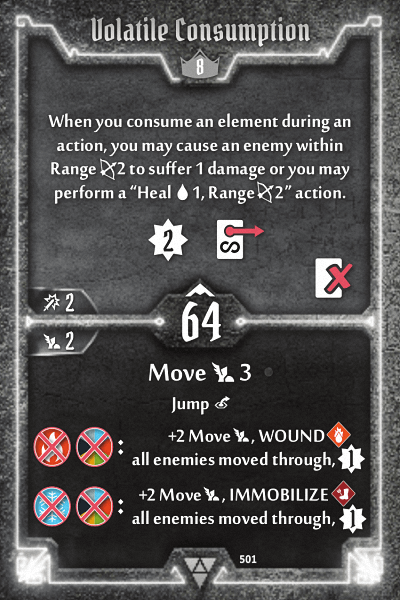 Volatile Consumption
8
When you consume an element during an
action, you may cause an enemy within
Range 2 to suffer 1 damage or you may
perform a “Heal 1, Range 2” action.
2
2
64
2
Move 3
Jump
: +2 Move, WOUND
all enemies moved through, 1
: +2 Move, IMMOBILIZE
all enemies moved through, 1
501